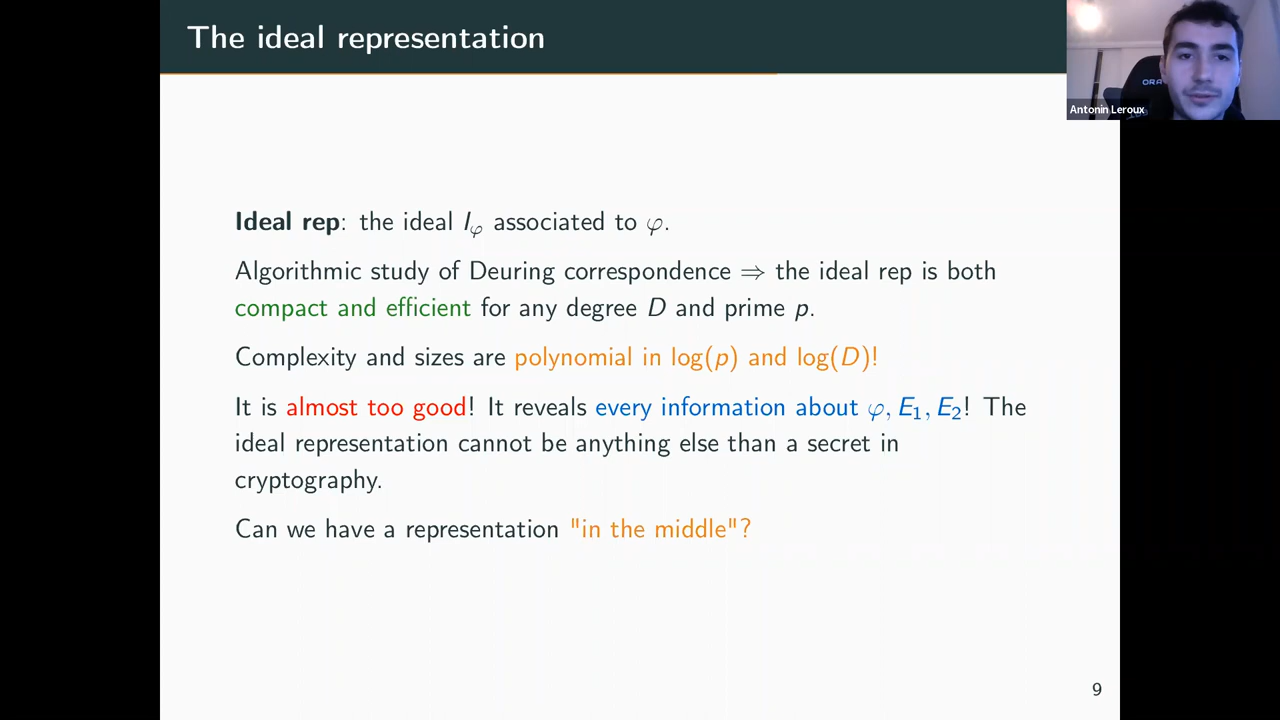 The ideal representation
ORA
Antonin Leroux
Ideal rep: the ideal I_φ associated to φ.
Algorithmic study of Deuring correspondence ⇒ the ideal rep is both
compact and efficient for any degree D and prime p.
Complexity and sizes are polynomial in log(p) and log(D)!
It is almost too good! It reveals every information about φ, E₁, E₂! The
ideal representation cannot be anything else than a secret in
cryptography.
Can we have a representation "in the middle"?
9